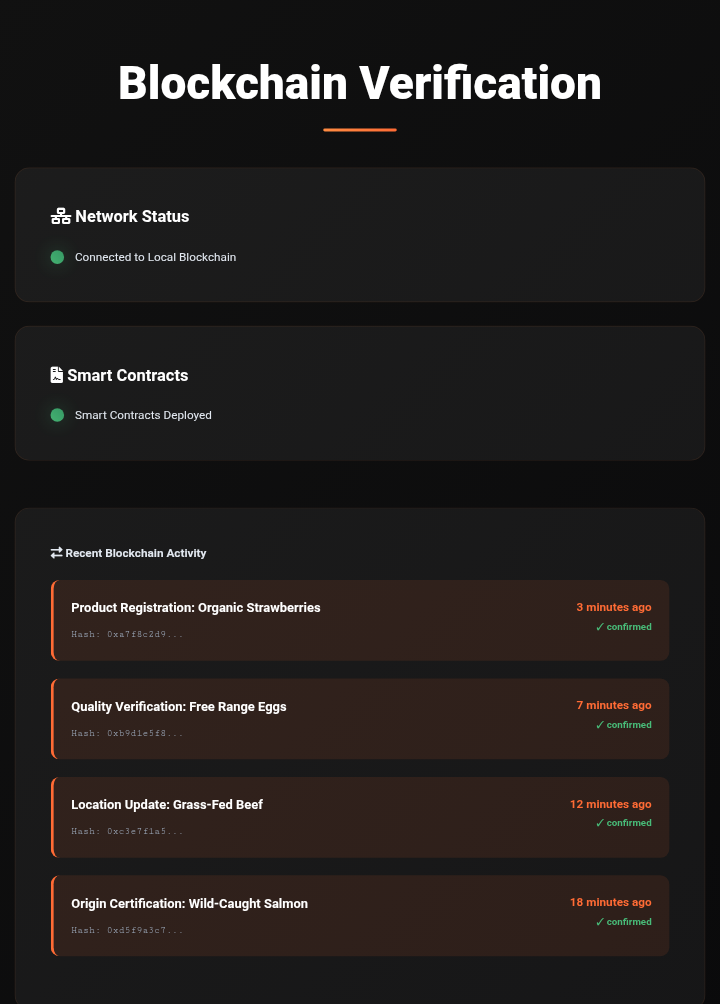 Blockchain Verification
Network Status
Connected to Local Blockchain
Smart Contracts
Smart Contracts Deployed
Recent Blockchain Activity
Product Registration: Organic Strawberries
3 minutes ago
Hash: 0xa7f8c2d9...
✓ confirmed
Quality Verification: Free Range Eggs
7 minutes ago
Hash: 0xb9d1e5f8...
✓ confirmed
Location Update: Grass-Fed Beef
12 minutes ago
Hash: 0xc3e7f1a5...
✓ confirmed
Origin Certification: Wild-Caught Salmon
18 minutes ago
Hash: 0xd5f9a3c7...
✓ confirmed